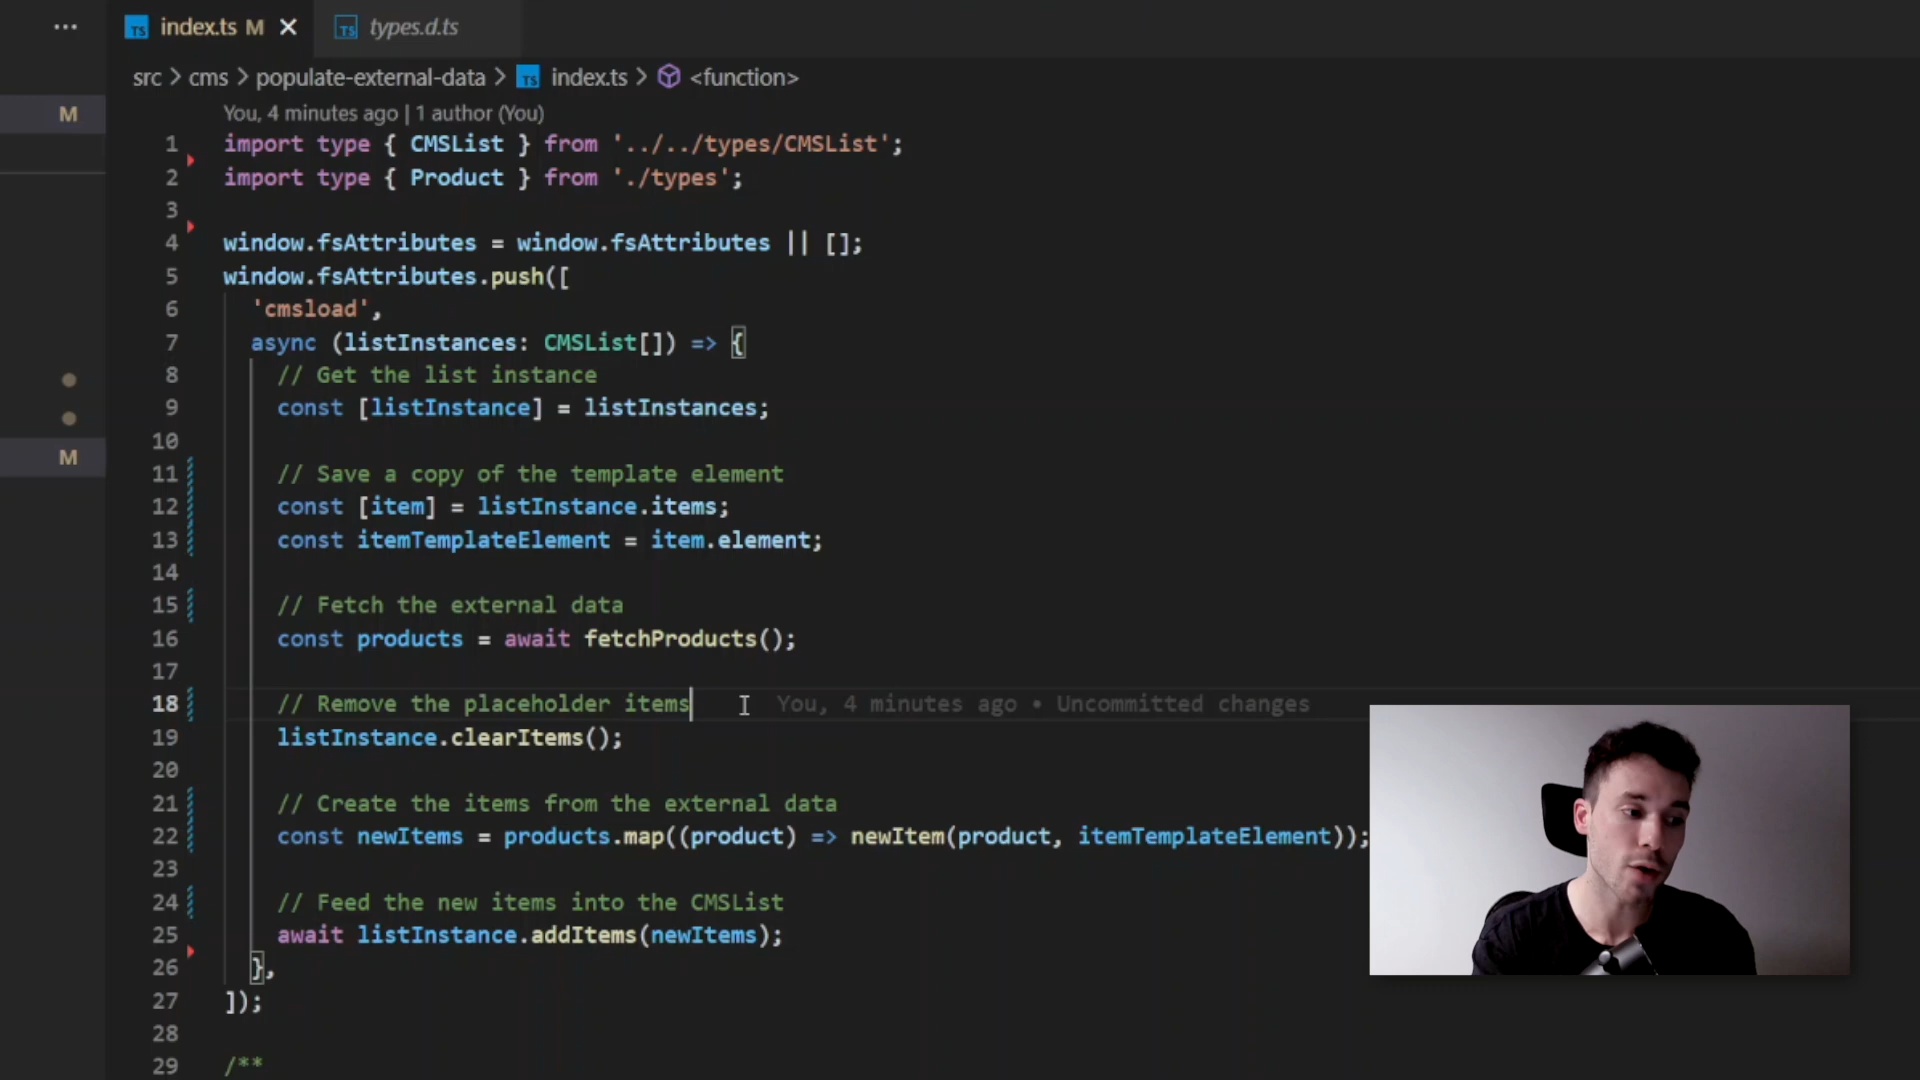 ··· TS index.ts M × TS types.d.ts
src > cms > populate-external-data > TS index.ts > <function>
M
You, 4 minutes ago | 1 author (You)
1 import type { CMSList } from '../../types/CMSList';
2 import type { Product } from './types';
3
4 window.fsAttributes = window.fsAttributes || [];
5 window.fsAttributes.push([
6 'cmsload',
7 async (listInstances: CMSList[]) => {
8 // Get the list instance
9 const [listInstance] = listInstances;
10
M
11 // Save a copy of the template element
12 const [item] = listInstance.items;
13 const itemTemplateElement = item.element;
14
15 // Fetch the external data
16 const products = await fetchProducts();
17
18 // Remove the placeholder items You, 4 minutes ago • Uncommitted changes
19 listInstance.clearItems();
20
21 // Create the items from the external data
22 const newItems = products.map((product) => newItem(product, itemTemplateElement));
23
24 // Feed the new items into the CMSList
25 await listInstance.addItems(newItems);
26 },
27 ]);
28
29 /**